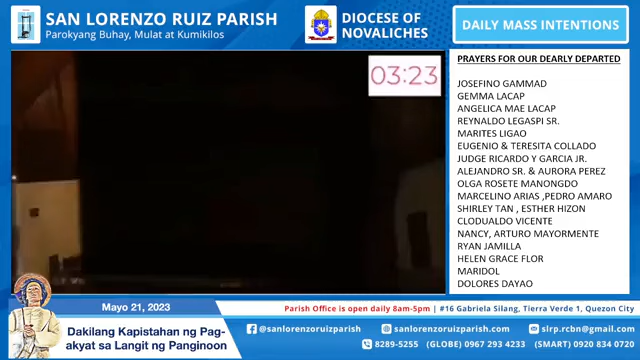 SAN LORENZO RUIZ PARISH
Parokyang Buhay, Mulat at Kumikilos
DIOCESE OF
NOVALICHES
DAILY MASS INTENTIONS
03:23
PRAYERS FOR OUR DEARLY DEPARTED
JOSEFINO GAMMAD
GEMMA LACAP
ANGELICA MAE LACAP
REYNALDO LEGASPI SR.
MARITES LIGAO
EUGENIO & TERESITA COLLADO
JUDGE RICARDO Y GARCIA JR.
ALEJANDRO SR. & AURORA PEREZ
OLGA ROSETE MANONGDO
MARCELINO ARIAS ,PEDRO AMARO
SHIRLEY TAN , ESTHER HIZON
CLODUALDO VICENTE
NANCY, ARTURO MAYORMENTE
RYAN JAMILLA
HELEN GRACE FLOR
MARIDOL
DOLORES DAYAO
Mayo 21, 2023
Dakilang Kapistahan ng Pag-
akyat sa Langit ng Panginoon
Parish Office is open daily 8am-5pm | #16 Gabriela Silang, Tierra Verde 1, Quezon City
@sanlorenzoruizparish sanlorenzoruizparish.com slrp.rcbn@gmail.com
8289-5255 (GLOBE) 0967 293 4233 (SMART) 0920 834 0720